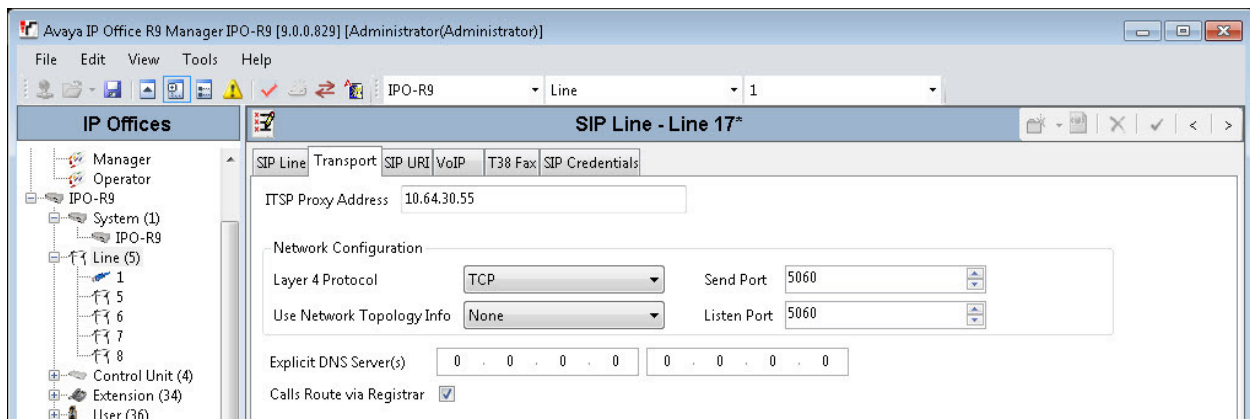 Avaya IP Office R9 Manager IPO-R9 [9.0.0.829] [Administrator(Administrator)]
File Edit View Tools Help
IPO-R9 Line 1
IP Offices
SIP Line - Line 17*
Manager
Operator
IPO-R9
System (1)
IPO-R9
Line (5)
1
5
6
7
8
Control Unit (4)
Extension (34)
User (36)
SIP Line Transport SIP URI VoIP T38 Fax SIP Credentials
ITSP Proxy Address 10.64.30.55
Network Configuration
Layer 4 Protocol TCP Send Port 5060
Use Network Topology Info None Listen Port 5060
Explicit DNS Server(s) 0 . 0 . 0 . 0 0 . 0 . 0 . 0
Calls Route via Registrar